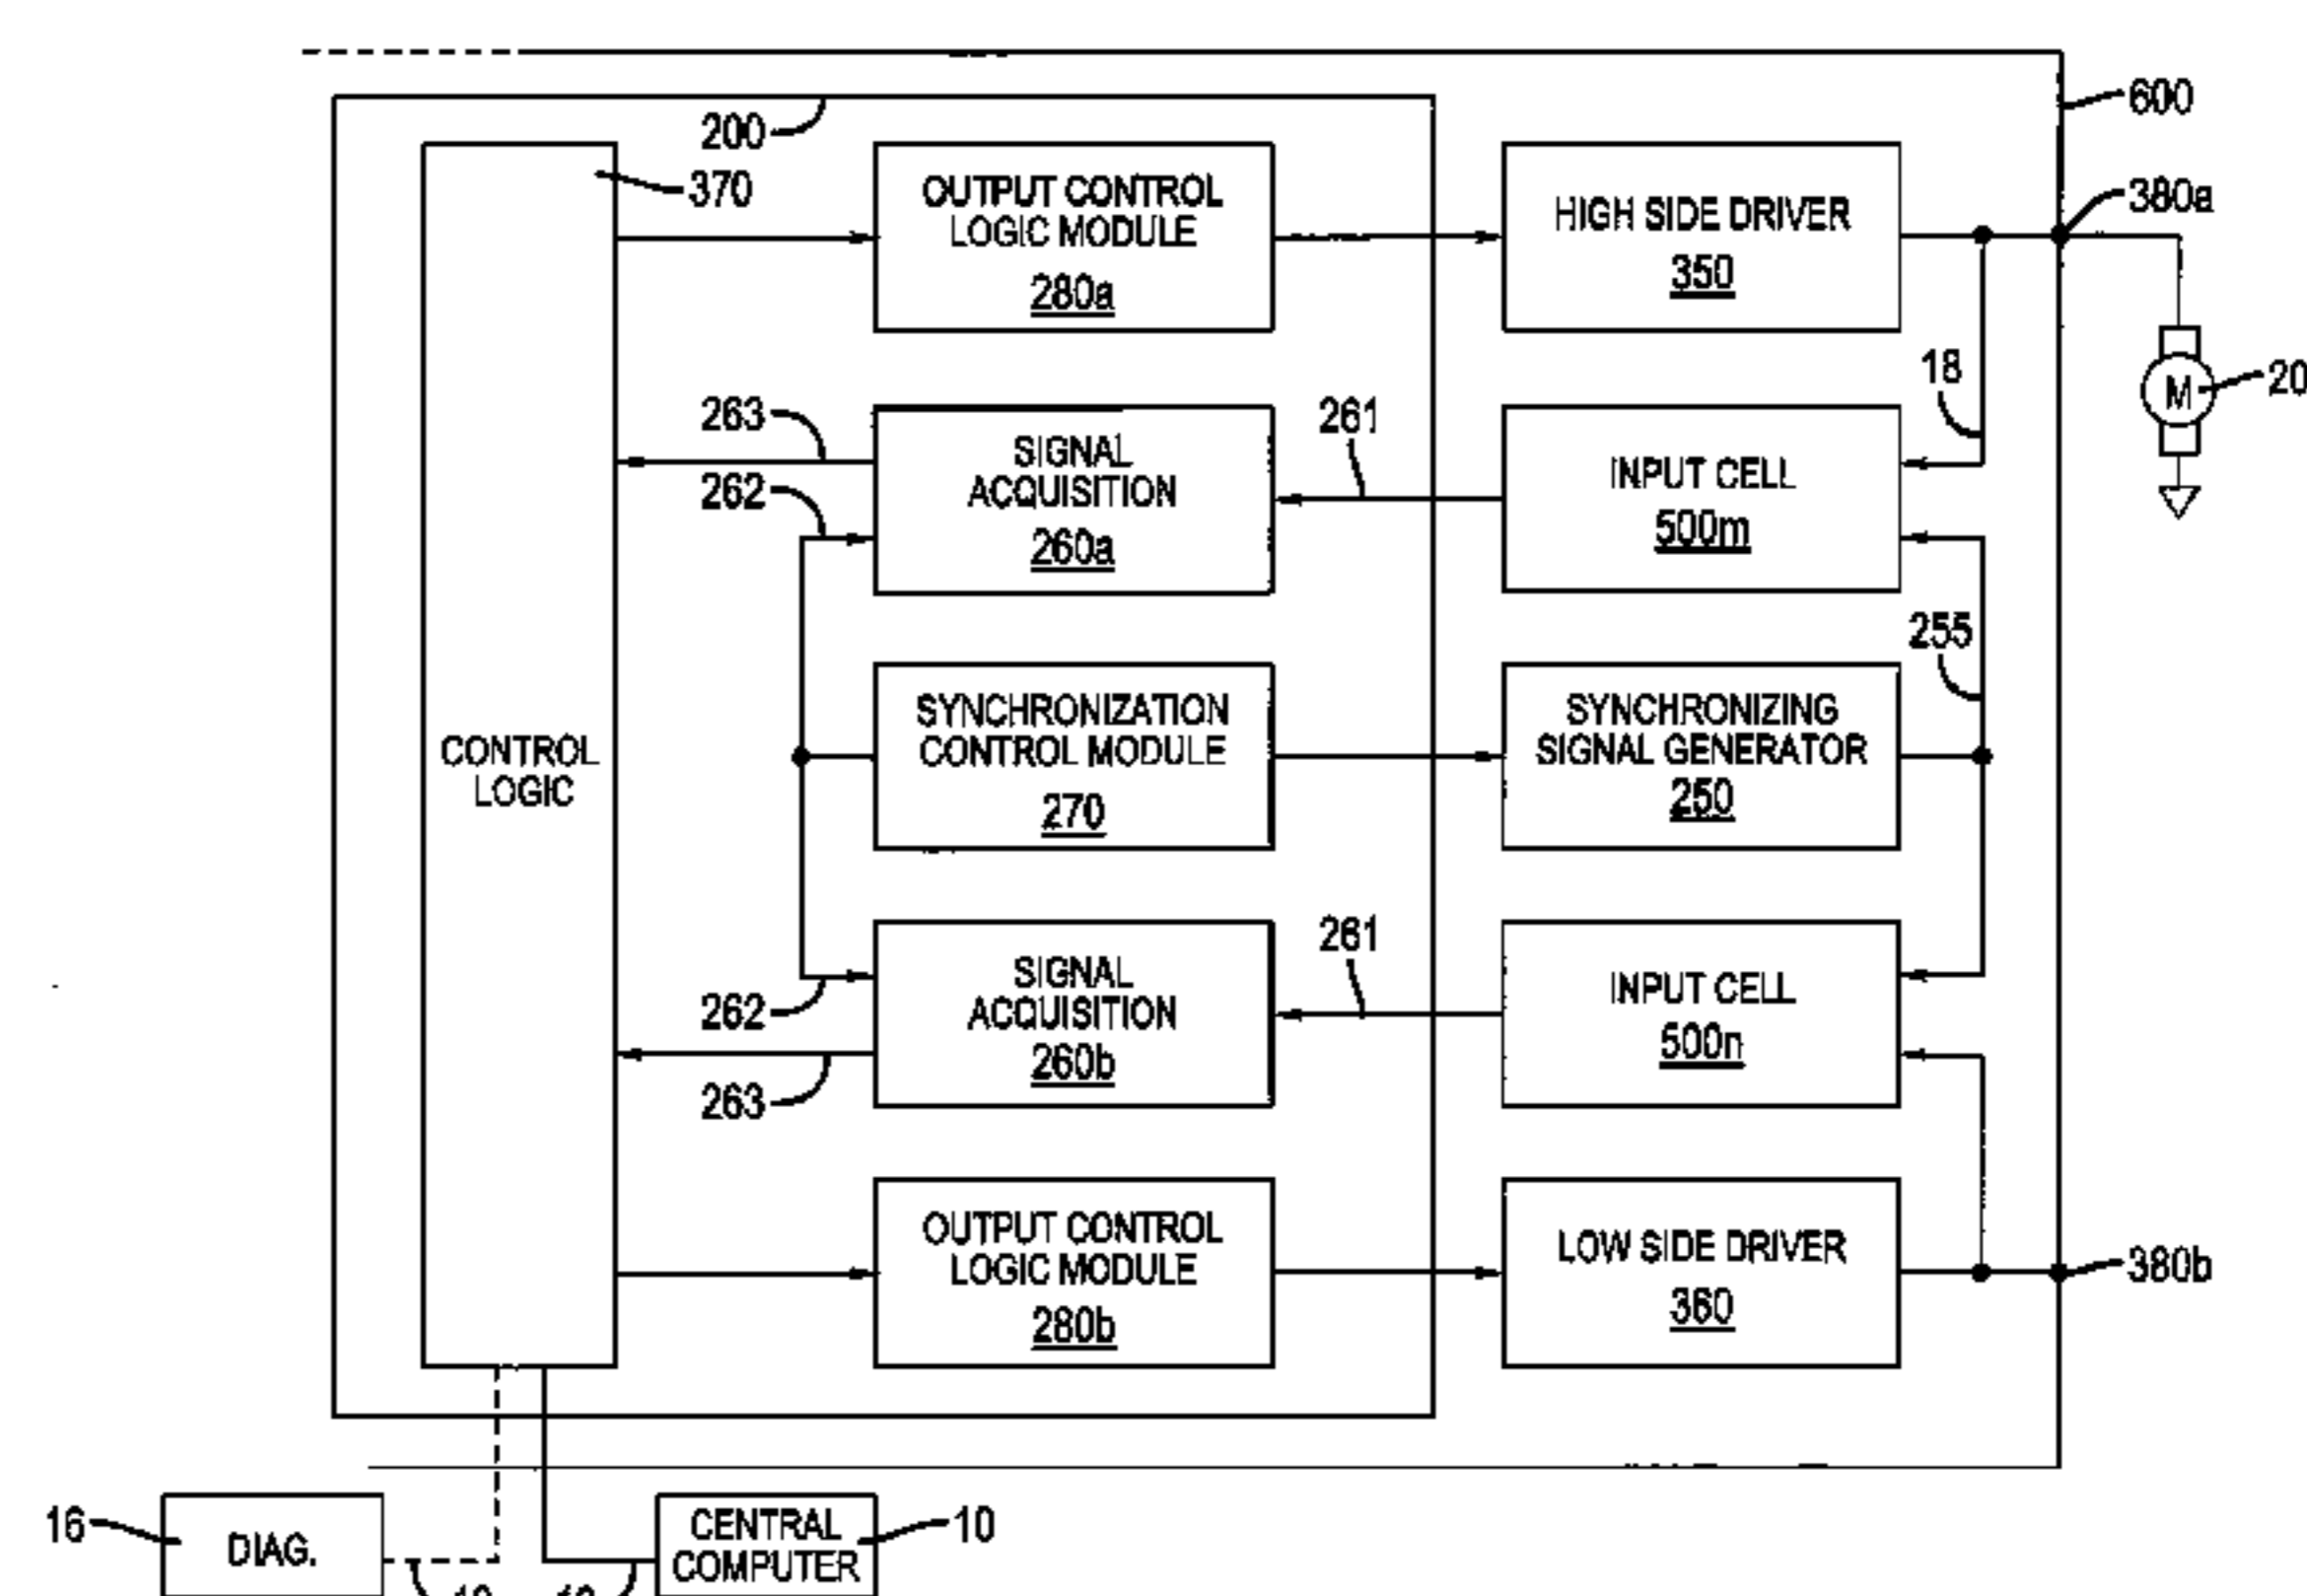 600
200
370
OUTPUT CONTROL
LOGIC MODULE
280a
HIGH SIDE DRIVER
350
380a
M
20
18
263
262
SIGNAL
ACQUISITION
260a
261
INPUT CELL
500m
255
CONTROL
LOGIC
SYNCHRONIZATION
CONTROL MODULE
270
SYNCHRONIZING
SIGNAL GENERATOR
250
262
263
SIGNAL
ACQUISITION
260b
261
INPUT CELL
500n
OUTPUT CONTROL
LOGIC MODULE
280b
LOW SIDE DRIVER
360
380b
16
DIAG.
CENTRAL
COMPUTER
10